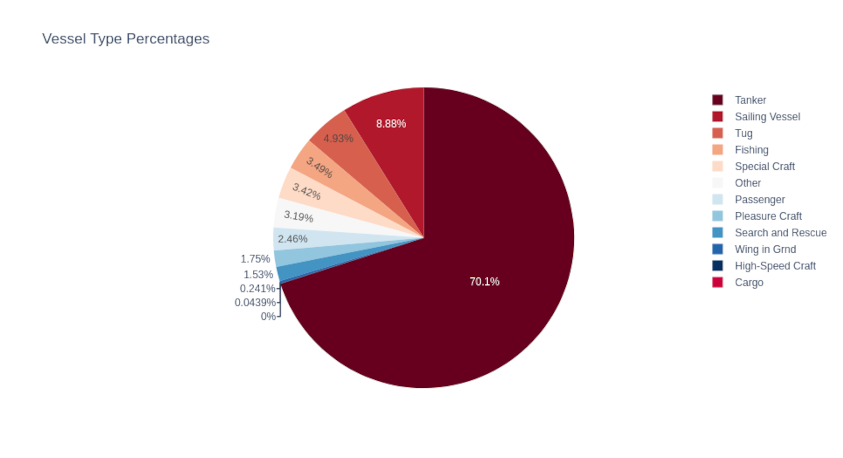 Vessel Type Percentages
8.88%
4.93%
3.49%
3.42%
3.19%
2.46%
1.75%
1.53%
0.241%
0.0439%
0%
70.1%
Tanker
Sailing Vessel
Tug
Fishing
Special Craft
Other
Passenger
Pleasure Craft
Search and Rescue
Wing in Grnd
High-Speed Craft
Cargo